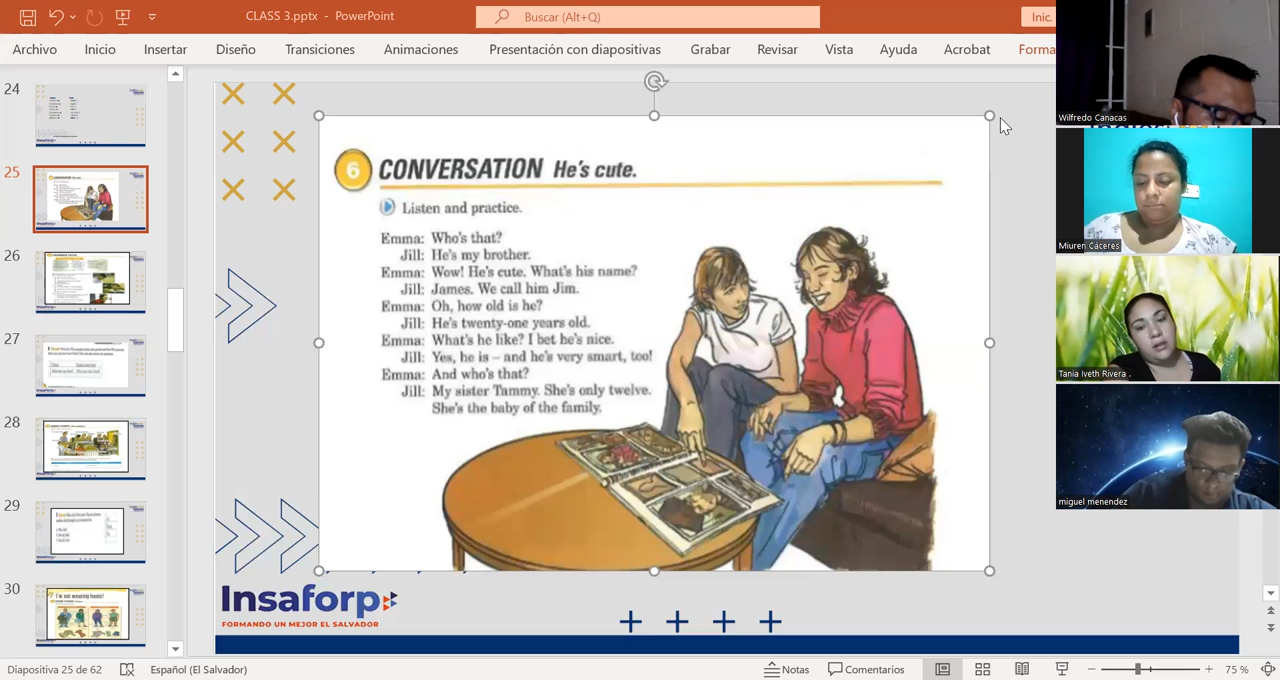 CLASS 3.pptx - PowerPoint
Buscar (Alt+Q)
Inic.
Archivo Inicio Insertar Diseño Transiciones Animaciones Presentación con diapositivas Grabar Revisar Vista Ayuda Acrobat Forma
24
25
26
27
28
29
30
6 CONVERSATION He's cute.
Listen and practice.
Emma: Who's that?
Jill: He's my brother.
Emma: Wow! He's cute. What's his name?
Jill: James. We call him Jim.
Emma: Oh, how old is he?
Jill: He's twenty-one years old.
Emma: What's he like? I bet he's nice.
Jill: Yes, he is – and he's very smart, too!
Emma: And who's that?
Jill: My sister Tammy. She's only twelve.
She's the baby of the family.
Insaforp
FORMANDO UN MEJOR EL SALVADOR
Wilfredo Canacas
Miuren Cáceres
Tania Iveth Rivera .
miguel menendez
I'm not wearing boots!
Diapositiva 25 de 62
Español (El Salvador)
Notas
Comentarios
75 %